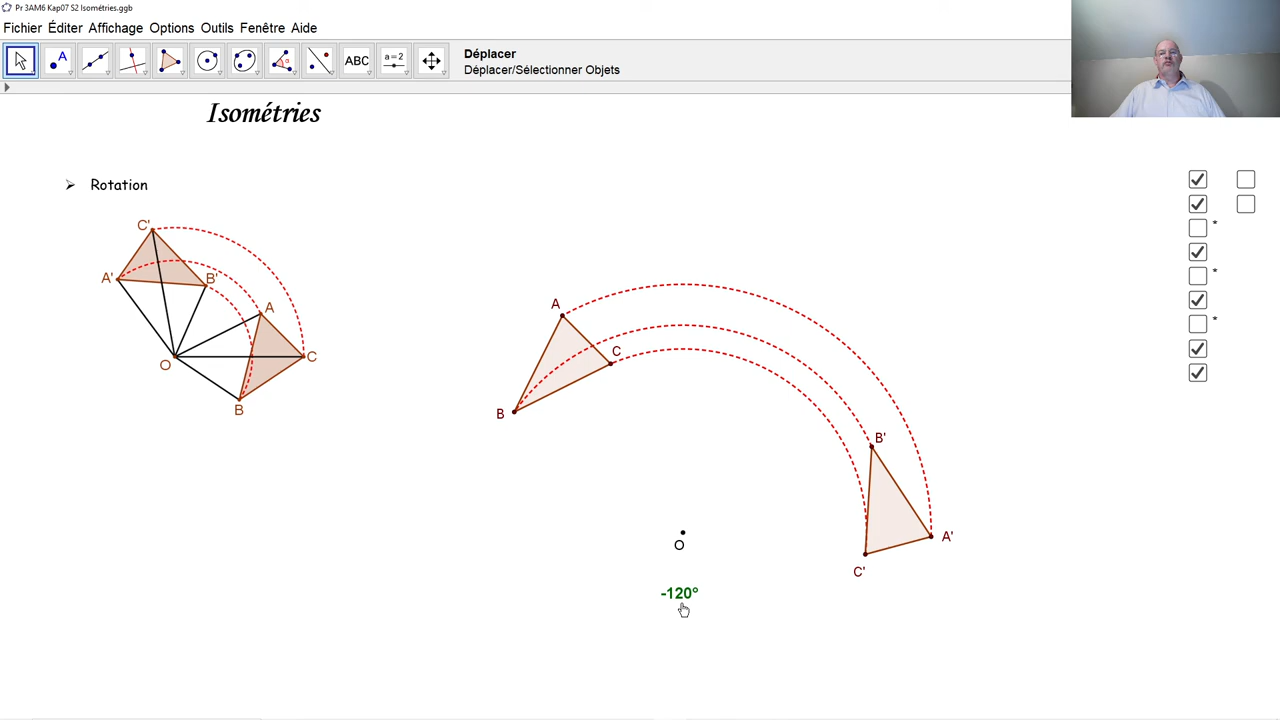 Pr 3AM6 Kap07 S2 Isométries.ggb
Fichier Éditer Affichage Options Outils Fenêtre Aide
A
ABC
a=2
Déplacer
Déplacer/Sélectionner Objets
Isométries
➢ Rotation
C'
A'
B'
A
O
C
B
A
C
B
B'
A'
C'
O
-120°
*
*
*